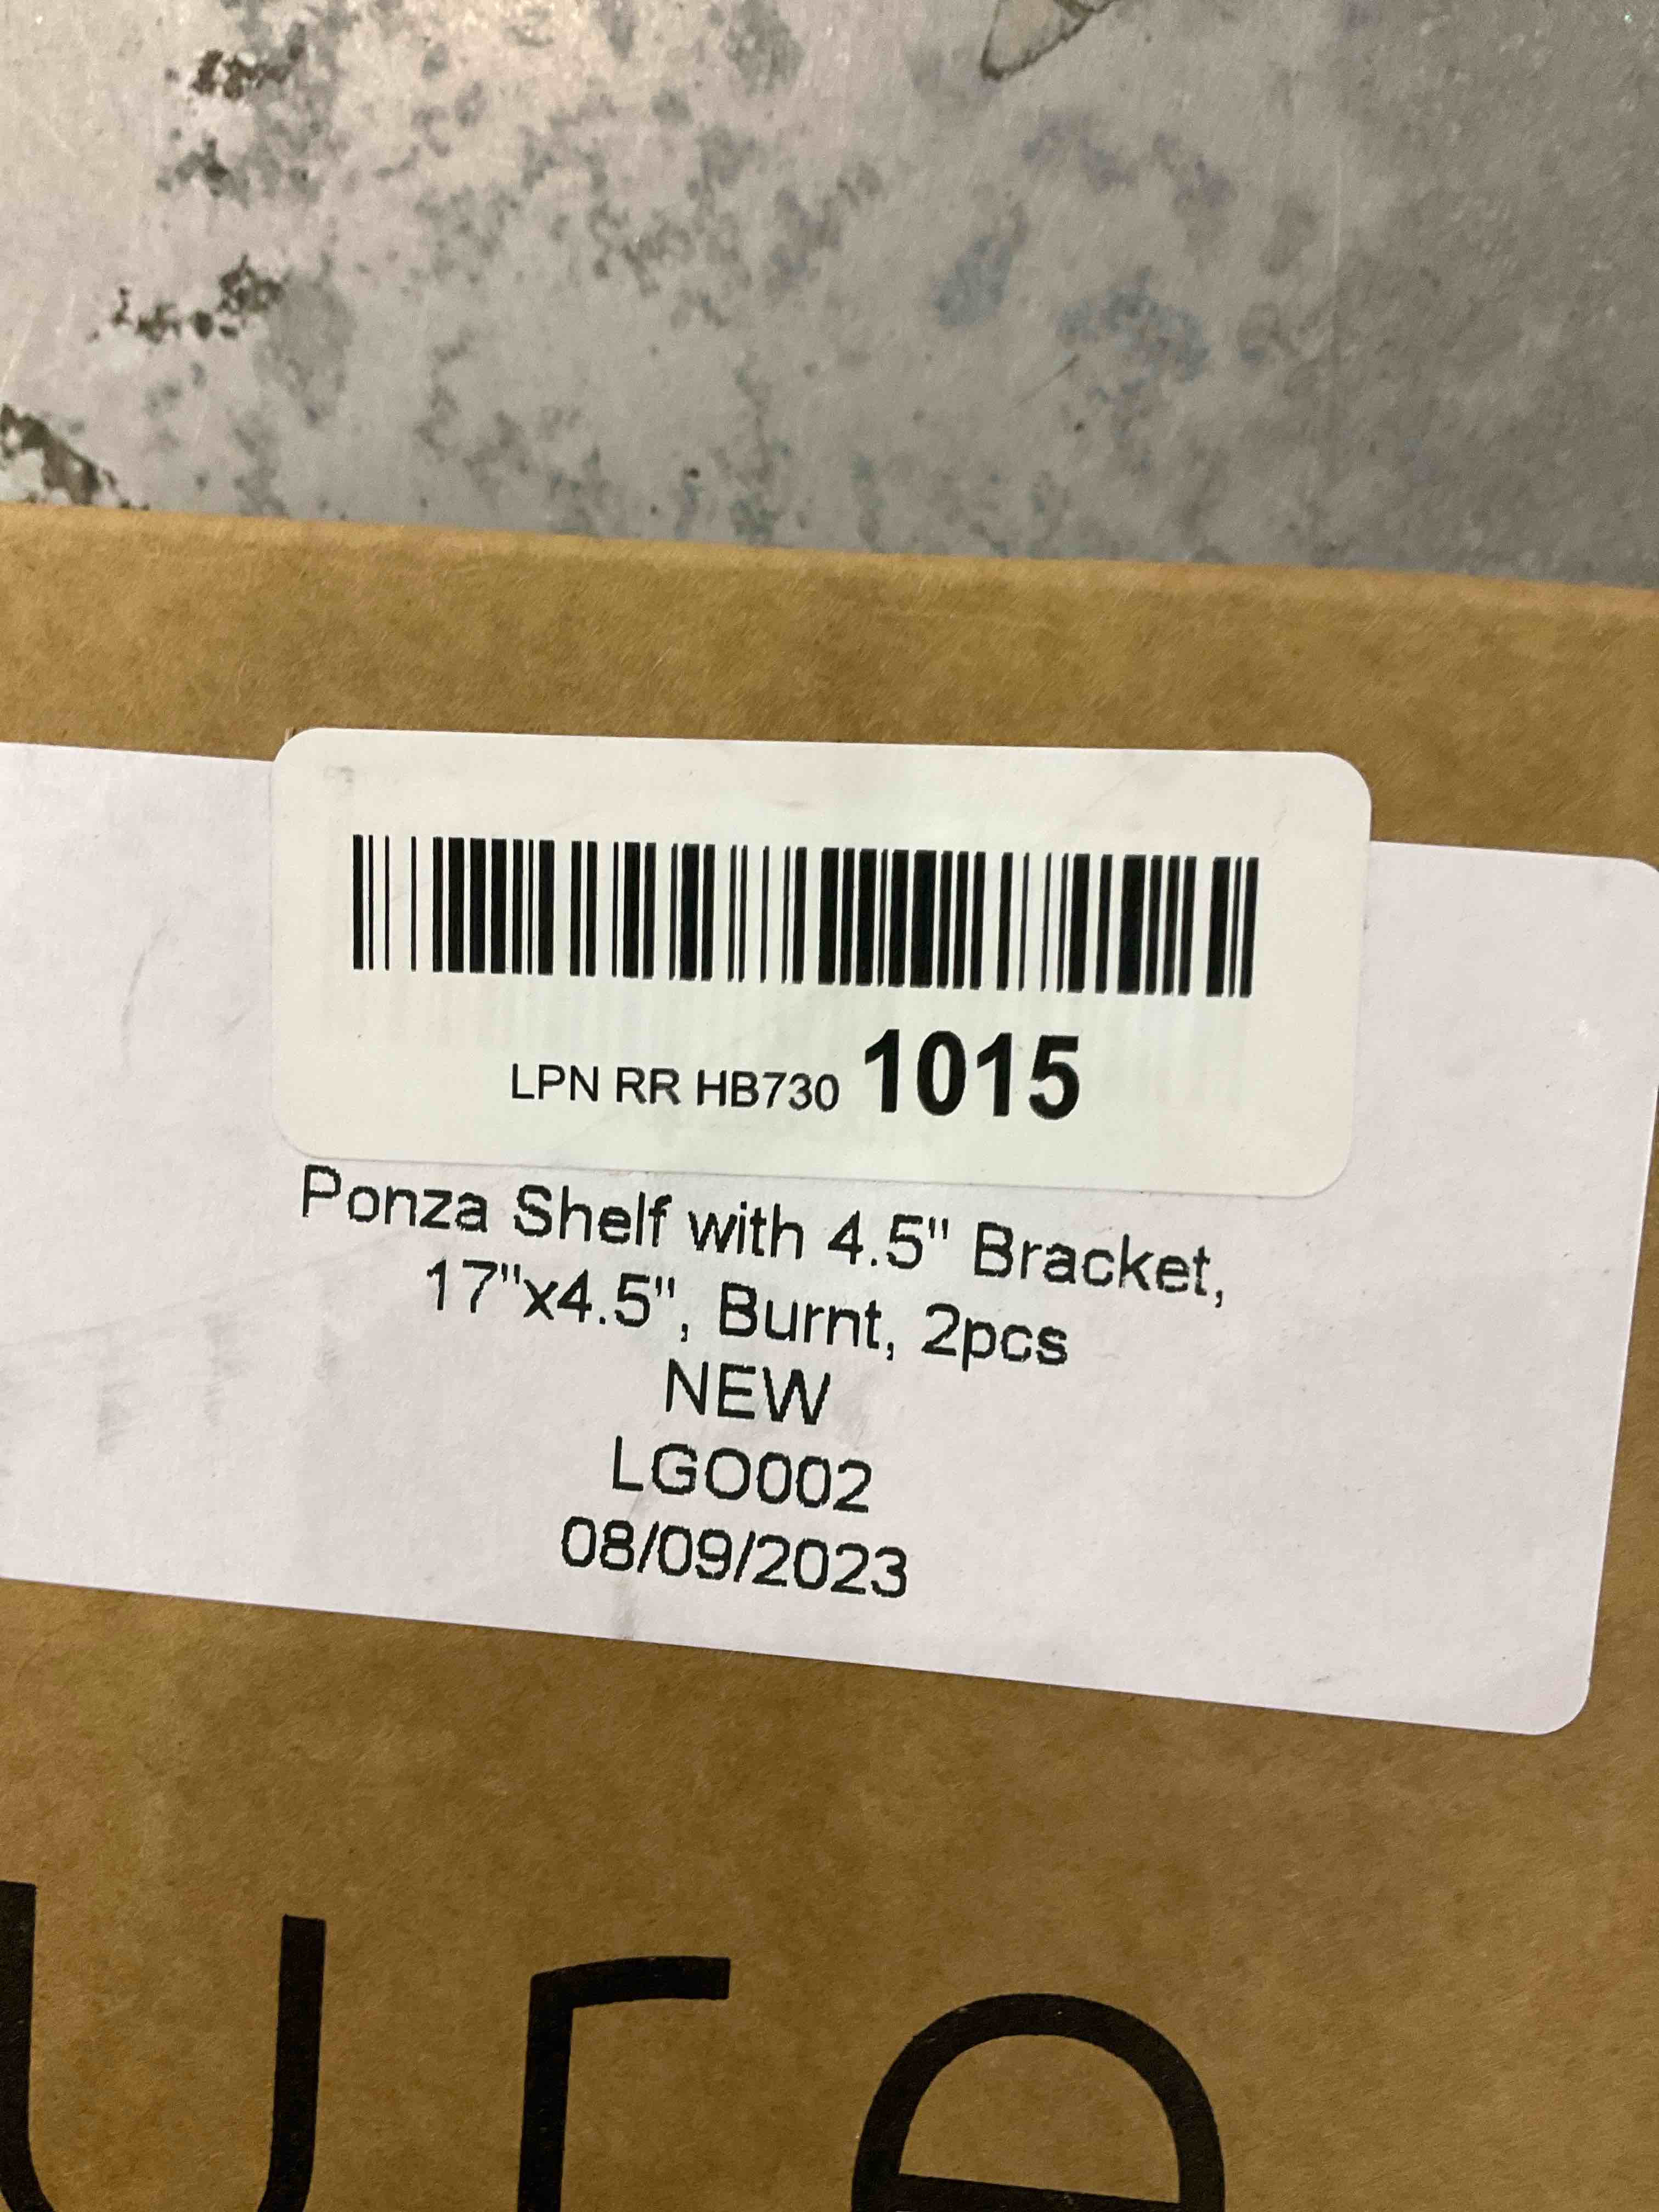 LPN RR HB730 1015
Ponza Shelf with 4.5" Bracket,
17"x4.5", Burnt, 2pcs
NEW
LGO002
08/09/2023
ure